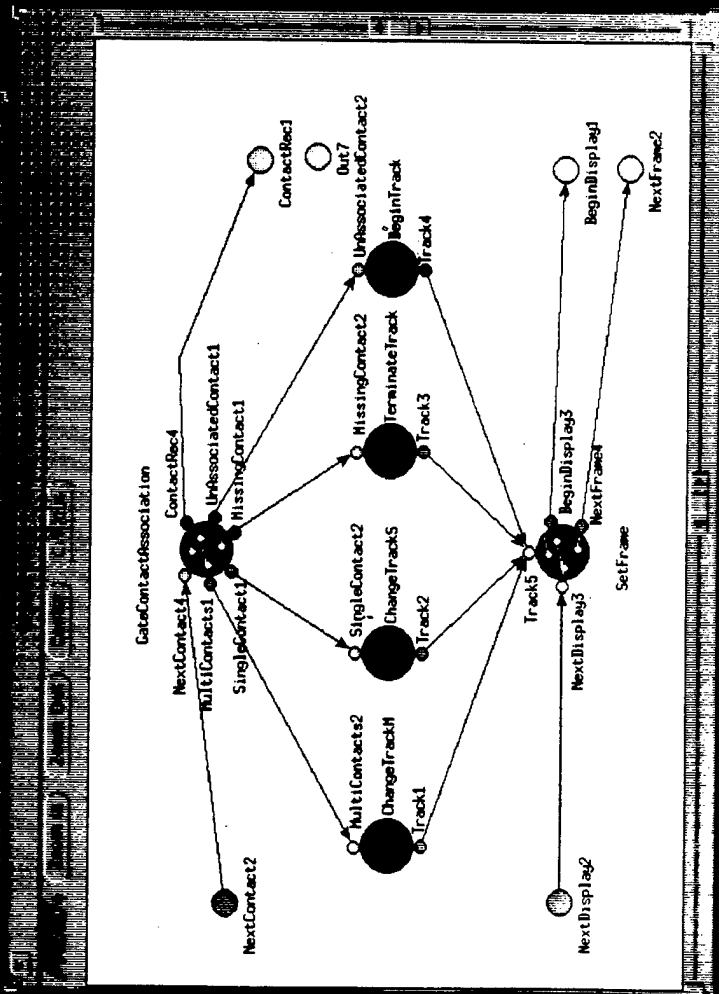 GateContactAssociation
ContactRec4
ContactRec1
NextContact4
UnAssociatedContact1
Out7
MultiContacts1
MissingContact1
SingleContact1
NextContact2
MultiContacts2
SingleContact2
MissingContact2
UnAssociatedContact2
ChangeTrackM
ChangeTrackS
TerminateTrack
BeginTrack
Track1
Track2
Track3
Track4
Track5
BeginDisplay3
BeginDisplay1
NextDisplay2
NextDisplay3
NextFrame4
NextFrame2
SetFrame